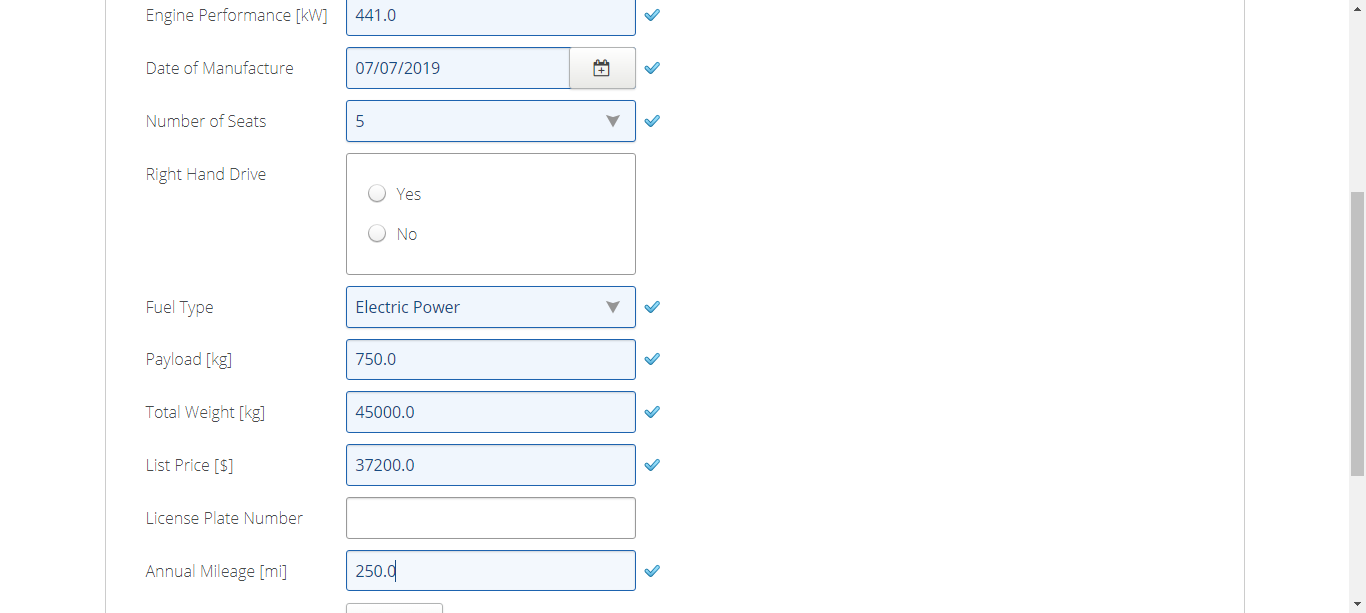 Engine Performance [kW] 441.0
Date of Manufacture 07/07/2019
Number of Seats 5
Right Hand Drive
Yes
No
Fuel Type Electric Power
Payload [kg] 750.0
Total Weight [kg] 45000.0
List Price [$] 37200.0
License Plate Number
Annual Mileage [mi] 250.0